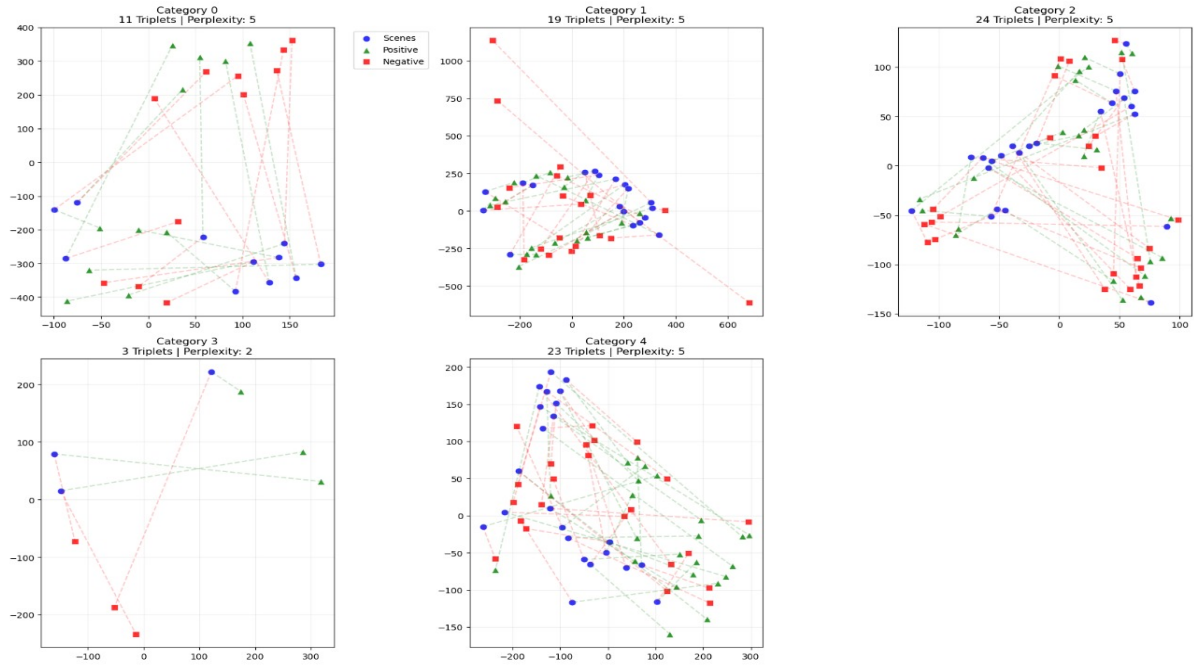 Category 0
11 Triplets | Perplexity: 5
400
300
200
100
0
−100
−200
−300
−400
−100 −50 0 50 100 150
Scenes
Positive
Negative
Category 1
19 Triplets | Perplexity: 5
1000
750
500
250
0
−250
−500
−200 0 200 400 600
Category 2
24 Triplets | Perplexity: 5
100
50
0
−50
−100
−150
−100 −50 0 50 100
Category 3
3 Triplets | Perplexity: 2
200
100
0
−100
−200
−100 0 100 200 300
Category 4
23 Triplets | Perplexity: 5
200
150
100
50
0
−50
−100
−150
−200 −100 0 100 200 300